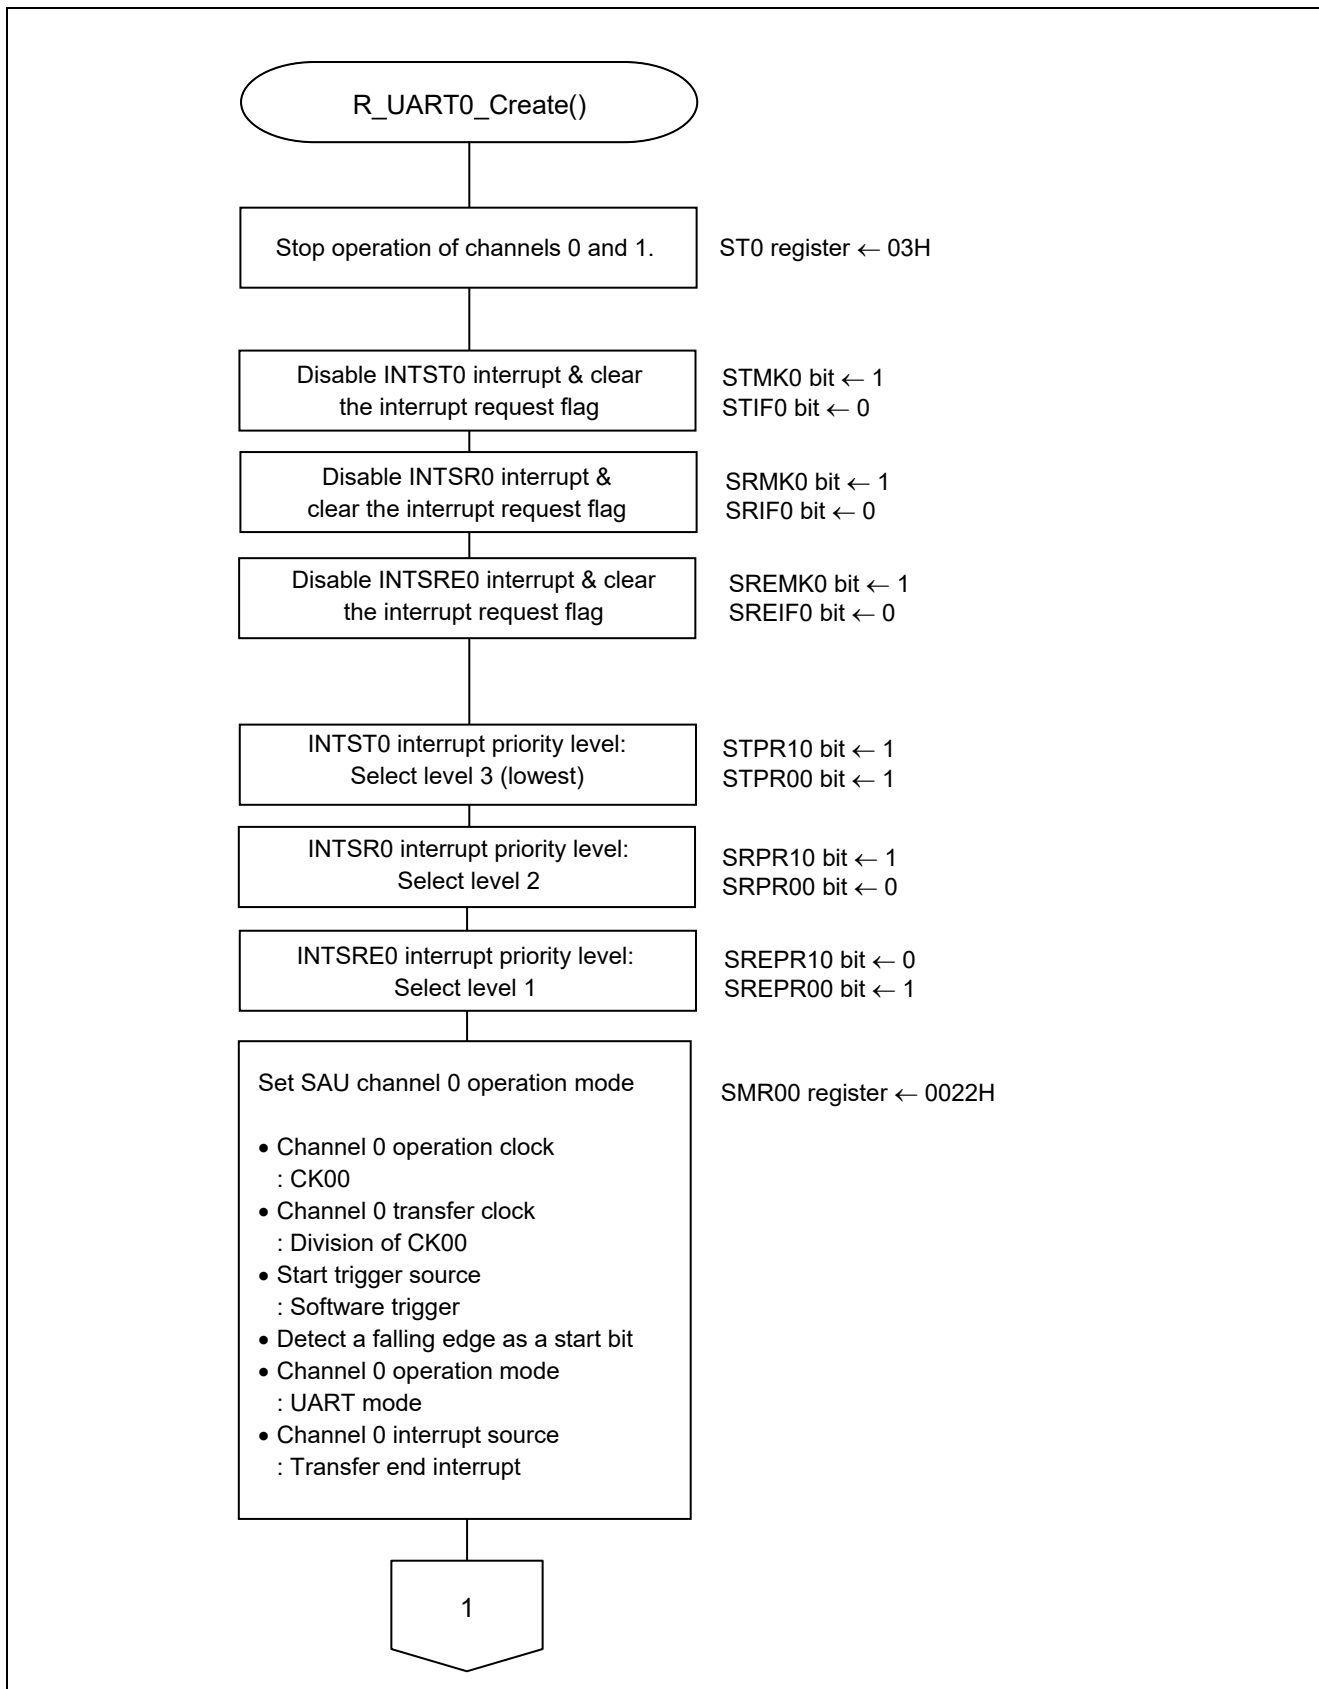 R_UART0_Create()
Stop operation of channels 0 and 1.
ST0 register ← 03H
Disable INTST0 interrupt & clear
the interrupt request flag
STMK0 bit ← 1
STIF0 bit ← 0
Disable INTSR0 interrupt &
clear the interrupt request flag
SRMK0 bit ← 1
SRIF0 bit ← 0
Disable INTSRE0 interrupt & clear
the interrupt request flag
SREMK0 bit ← 1
SREIF0 bit ← 0
INTST0 interrupt priority level:
Select level 3 (lowest)
STPR10 bit ← 1
STPR00 bit ← 1
INTSR0 interrupt priority level:
Select level 2
SRPR10 bit ← 1
SRPR00 bit ← 0
INTSRE0 interrupt priority level:
Select level 1
SREPR10 bit ← 0
SREPR00 bit ← 1
Set SAU channel 0 operation mode
SMR00 register ← 0022H
• Channel 0 operation clock
: CK00
• Channel 0 transfer clock
: Division of CK00
• Start trigger source
: Software trigger
• Detect a falling edge as a start bit
• Channel 0 operation mode
: UART mode
• Channel 0 interrupt source
: Transfer end interrupt
1